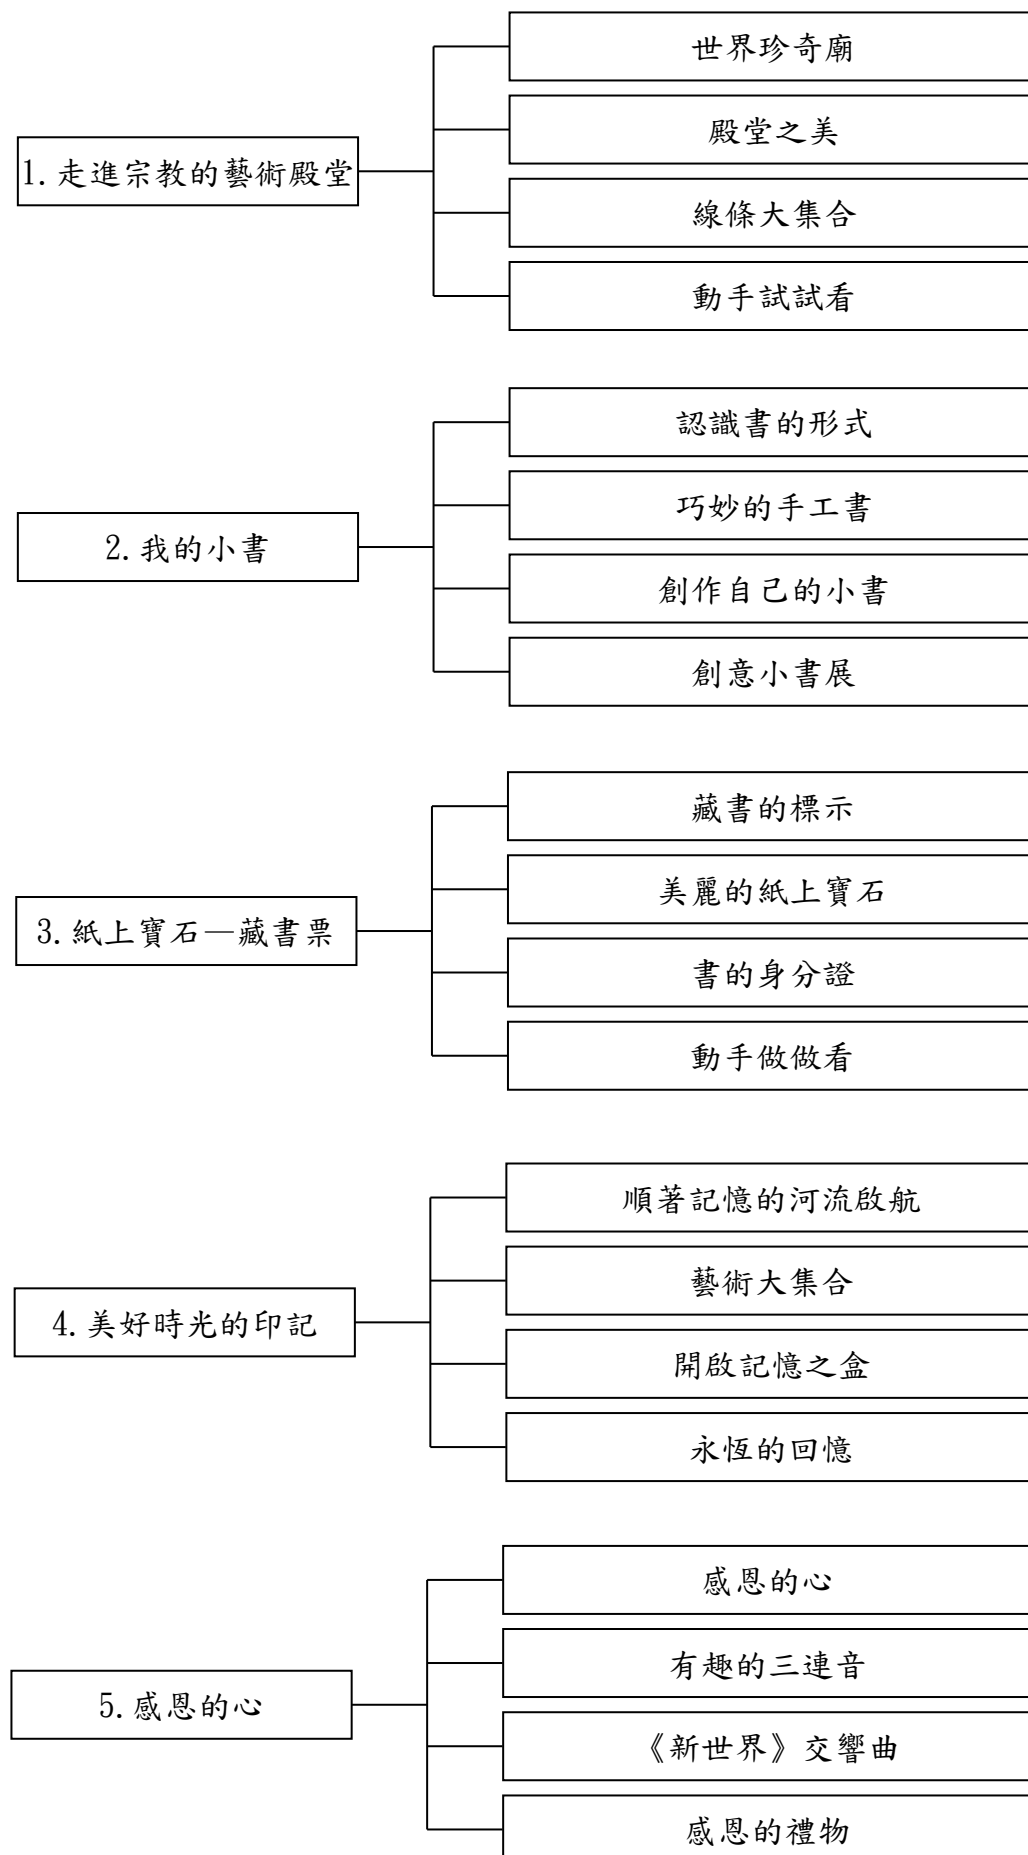 1.走進宗教的藝術殿堂
世界珍奇廟
殿堂之美
線條大集合
動手試試看
2.我的小書
認識書的形式
巧妙的手工書
創作自己的小書
創意小書展
3.紙上寶石—藏書票
藏書的標示
美麗的紙上寶石
書的身分證
動手做做看
4.美好時光的印記
順著記憶的河流啟航
藝術大集合
開啟記憶之盒
永恆的回憶
5.感恩的心
感恩的心
有趣的三連音
《新世界》交響曲
感恩的禮物